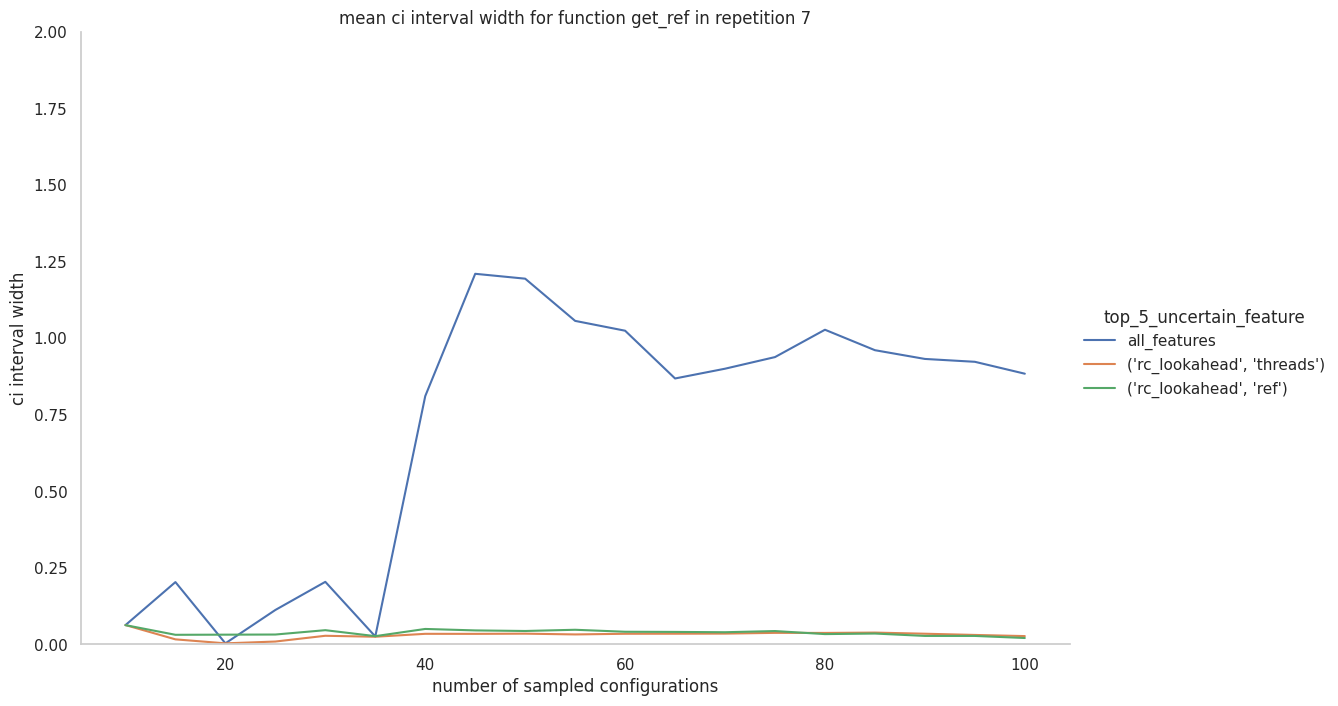 mean ci interval width for function get_ref in repetition 7
2.00
1.75
1.50
1.25
1.00
0.75
0.50
0.25
0.00
ci interval width
20
40
60
80
100
number of sampled configurations
top_5_uncertain_feature
all_features
('rc_lookahead', 'threads')
('rc_lookahead', 'ref')